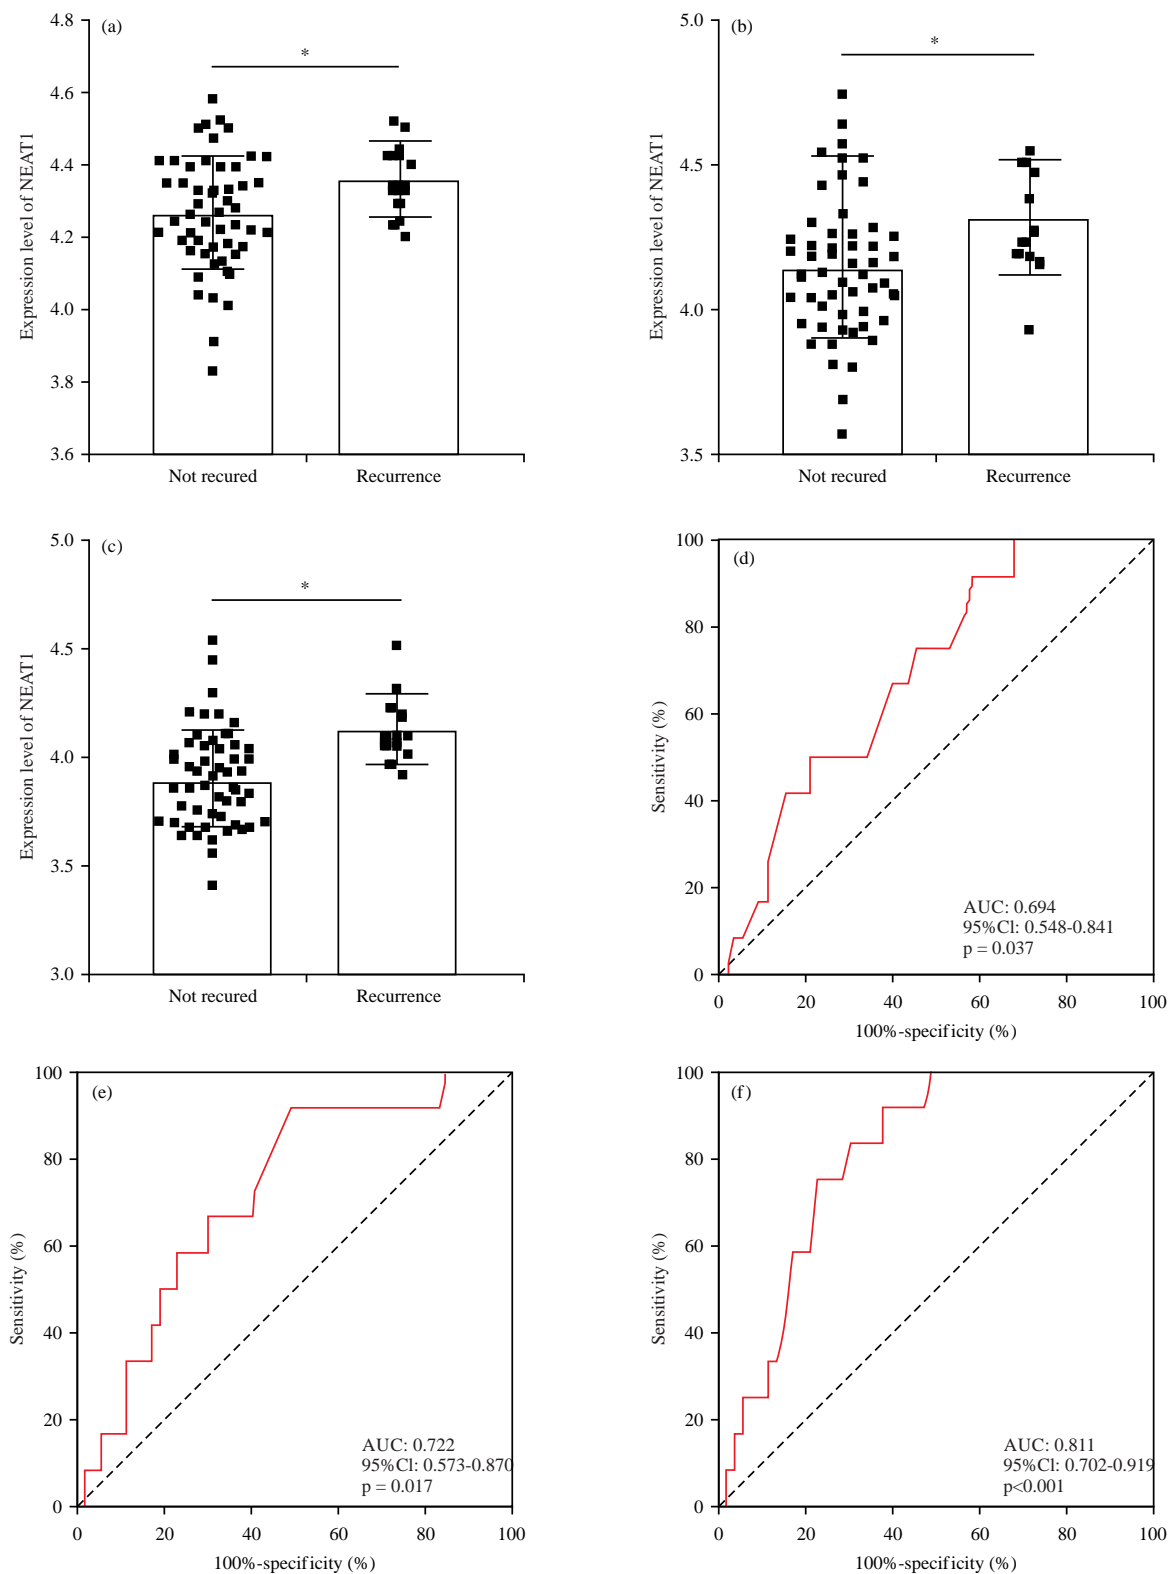 (a)
*
Expression level of NEAT1
4.8
4.6
4.4
4.2
4.0
3.8
3.6
Not recured
Recurrence
(b)
*
Expression level of NEAT1
5.0
4.5
4.0
3.5
Not recured
Recurrence
(c)
*
Expression level of NEAT1
5.0
4.5
4.0
3.5
3.0
Not recured
Recurrence
(d)
Sensitivity (%)
100
80
60
40
20
0
AUC: 0.694
95%Cl: 0.548-0.841
p = 0.037
0 20 40 60 80 100
100%-specificity (%)
(e)
Sensitivity (%)
100
80
60
40
20
0
AUC: 0.722
95%Cl: 0.573-0.870
p = 0.017
0 20 40 60 80 100
100%-specificity (%)
(f)
Sensitivity (%)
100
80
60
40
20
0
AUC: 0.811
95%Cl: 0.702-0.919
p<0.001
0 20 40 60 80 100
100%-specificity (%)